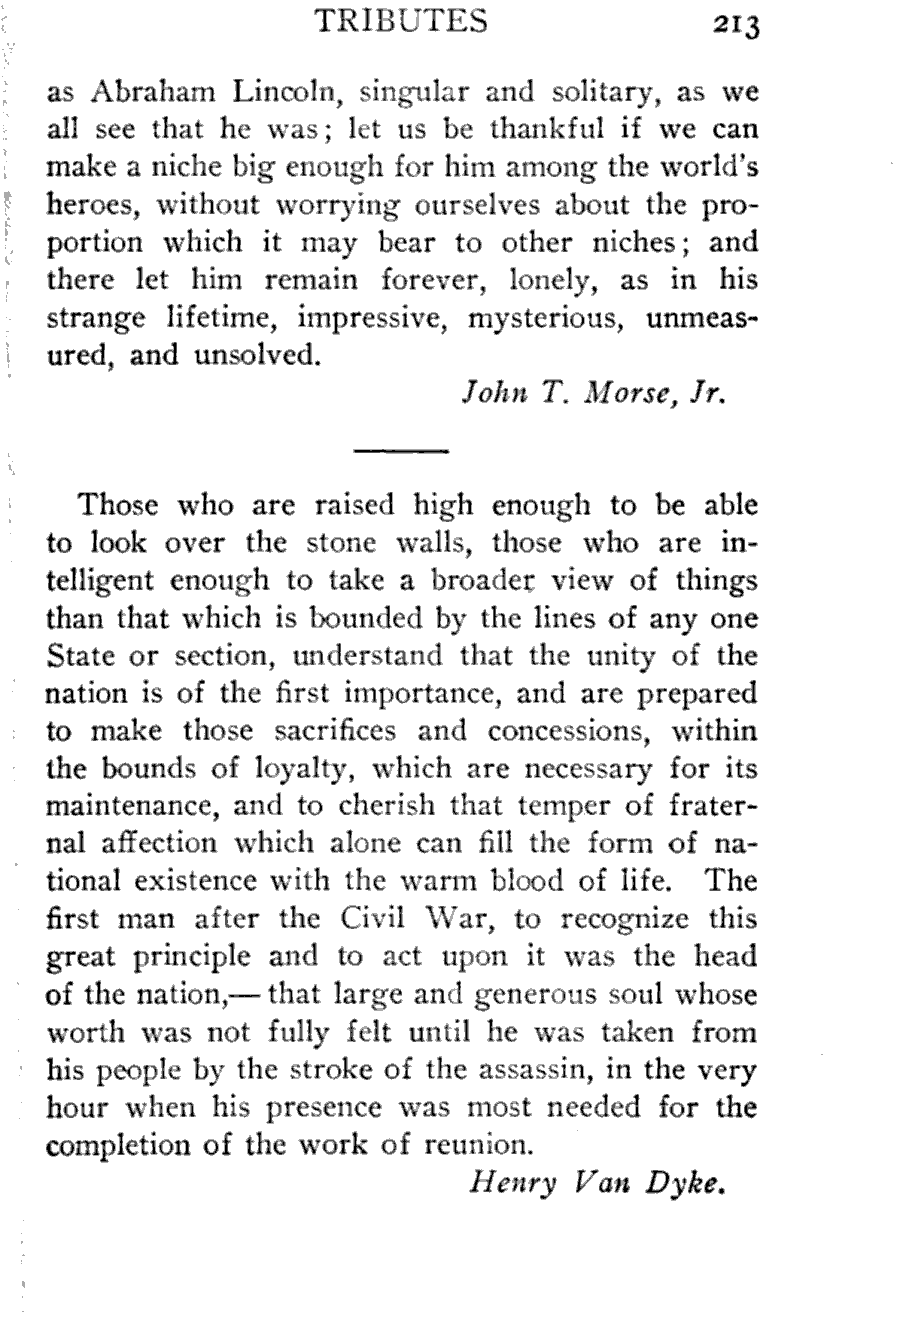 TRIBUTES 213
as Abraham Lincoln, singular and solitary, as we
all see that he was; let us be thankful if we can
make a niche big enough for him among the world's
heroes, without worrying ourselves about the pro-
portion which it may bear to other niches; and
there let him remain forever, lonely, as in his
strange lifetime, impressive, mysterious, unmeas-
ured, and unsolved.
John T. Morse, Jr.
Those who are raised high enough to be able
to look over the stone walls, those who are in-
telligent enough to take a broader view of things
than that which is bounded by the lines of any one
State or section, understand that the unity of the
nation is of the first importance, and are prepared
to make those sacrifices and concessions, within
the bounds of loyalty, which are necessary for its
maintenance, and to cherish that temper of frater-
nal affection which alone can fill the form of na-
tional existence with the warm blood of life. The
first man after the Civil War, to recognize this
great principle and to act upon it was the head
of the nation,— that large and generous soul whose
worth was not fully felt until he was taken from
his people by the stroke of the assassin, in the very
hour when his presence was most needed for the
completion of the work of reunion.
Henry Van Dyke.